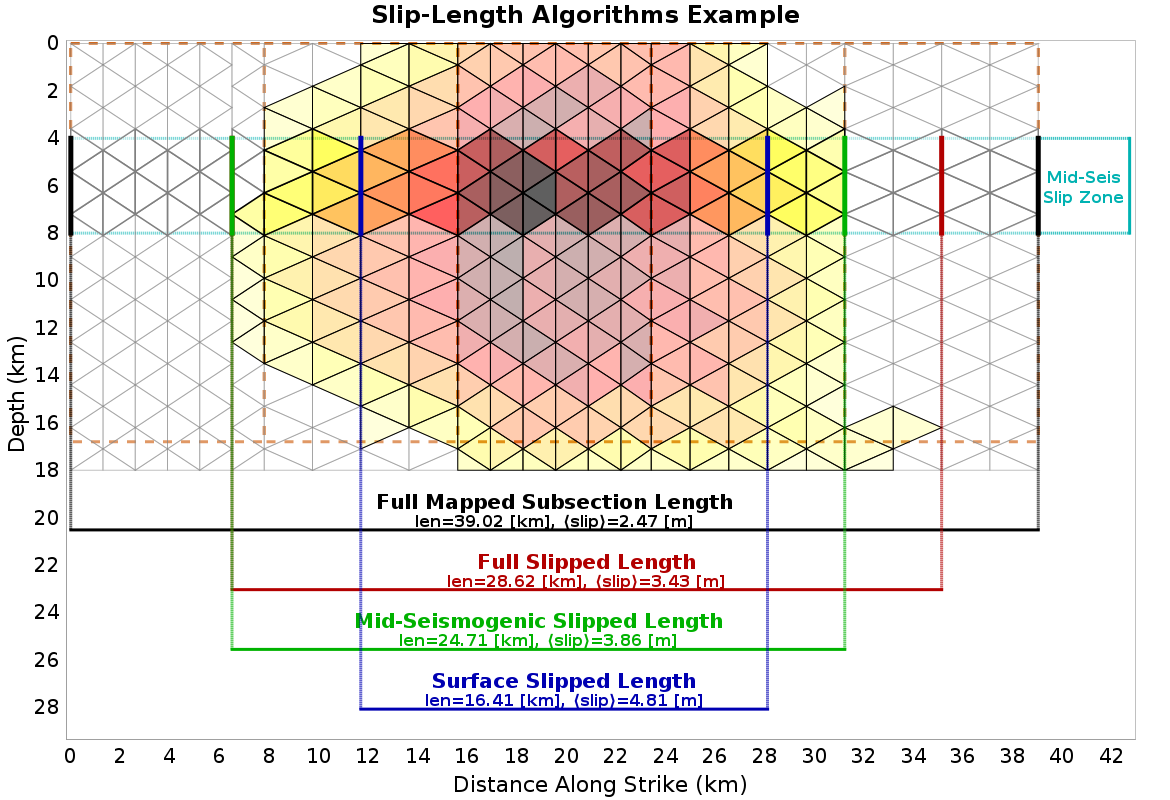 Slip-Length Algorithms Example
0
2
4
6
8
10
12
14
16
18
20
22
24
26
28
Depth (km)
Mid-Seis
Slip Zone
Full Mapped Subsection Length
len=39.02 [km], ⟨slip⟩=2.47 [m]
Full Slipped Length
len=28.62 [km], ⟨slip⟩=3.43 [m]
Mid-Seismogenic Slipped Length
len=24.71 [km], ⟨slip⟩=3.86 [m]
Surface Slipped Length
len=16.41 [km], ⟨slip⟩=4.81 [m]
0 2 4 6 8 10 12 14 16 18 20 22 24 26 28 30 32 34 36 38 40 42
Distance Along Strike (km)